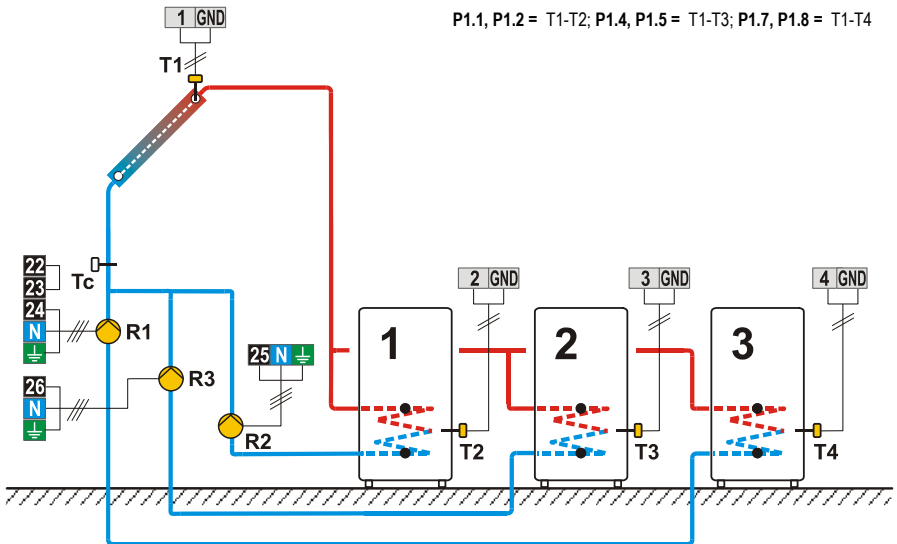 1 GND
P1.1, P1.2 = T1-T2; P1.4, P1.5 = T1-T3; P1.7, P1.8 = T1-T4
T1
22
23
24
N
Tc
R1
26
N
R3
25 N
R2
2 GND
3 GND
4 GND
1
2
3
T2
T3
T4